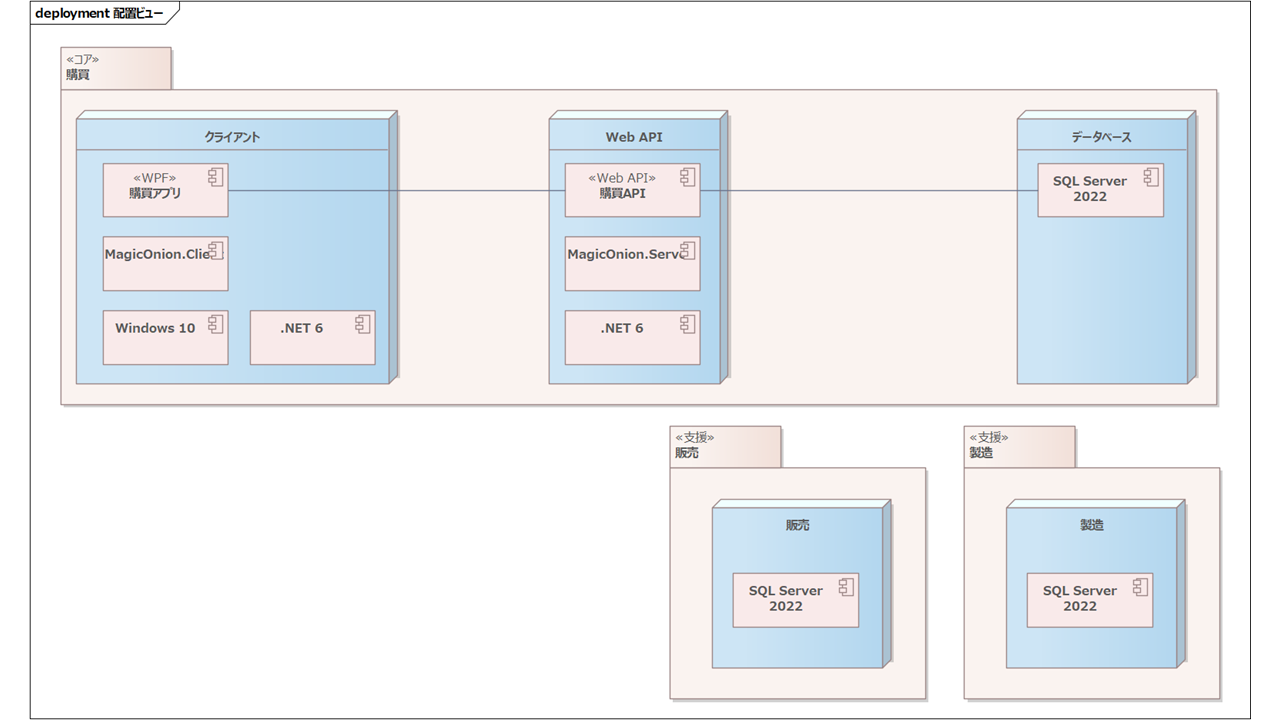 deployment 配置ビュー
«コア»
購買
クライアント
«WPF»
購買アプリ
MagicOnion.Clie
Windows 10
.NET 6
Web API
«Web API»
購買API
MagicOnion.Serv
.NET 6
データベース
SQL Server
2022
«支援»
販売
販売
SQL Server
2022
«支援»
製造
製造
SQL Server
2022